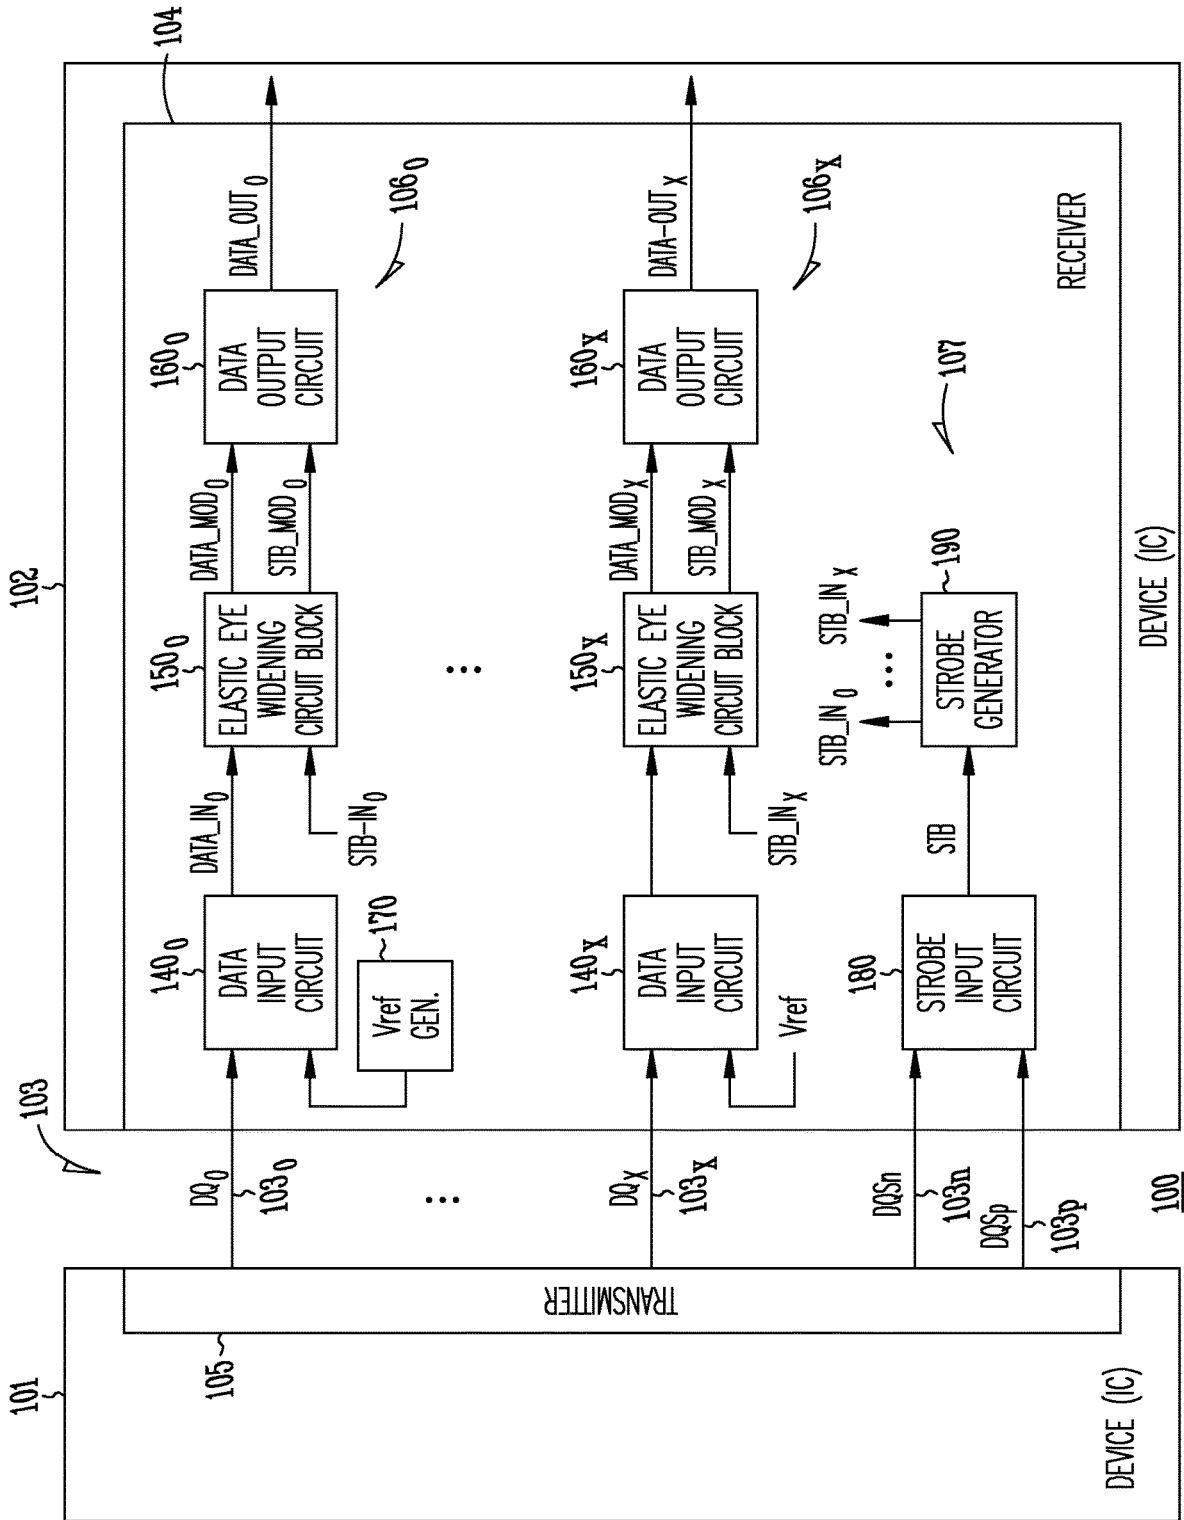 101
105
TRANSMITTER
DEVICE (IC)
103
DQ0
1030
...
DQX
103X
DQSn
103n
DQSp
103p
100
102
104
1400
DATA
INPUT
CIRCUIT
170
Vref
GEN.
DATA_IN0
STB-IN0
1500
ELASTIC EYE
WIDENING
CIRCUIT BLOCK
DATA_MOD0
STB_MOD0
1600
DATA
OUTPUT
CIRCUIT
DATA_OUT0
1060
...
140X
DATA
INPUT
CIRCUIT
Vref
STB_INX
150X
ELASTIC EYE
WIDENING
CIRCUIT BLOCK
DATA_MODX
STB_MODX
160X
DATA
OUTPUT
CIRCUIT
DATA-OUTX
106X
180
STROBE
INPUT
CIRCUIT
STB
STB_IN0
...
STB_INX
190
STROBE
GENERATOR
107
RECEIVER
DEVICE (IC)